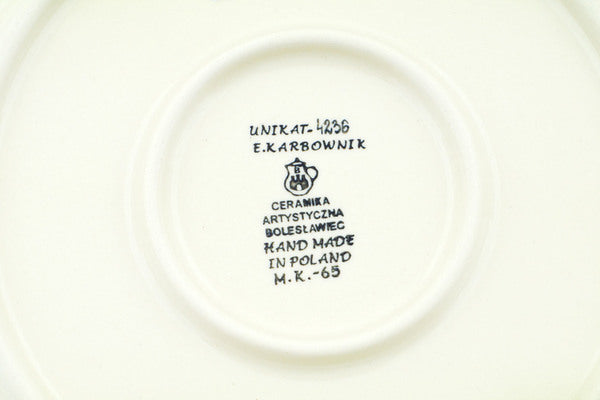 UNIKAT-4236
E.KARBOWNIK
B
CERAMIKA
ARTYSTYCZNA
BOLESŁAWIEC
HAND MADE
IN POLAND
M.K.-65